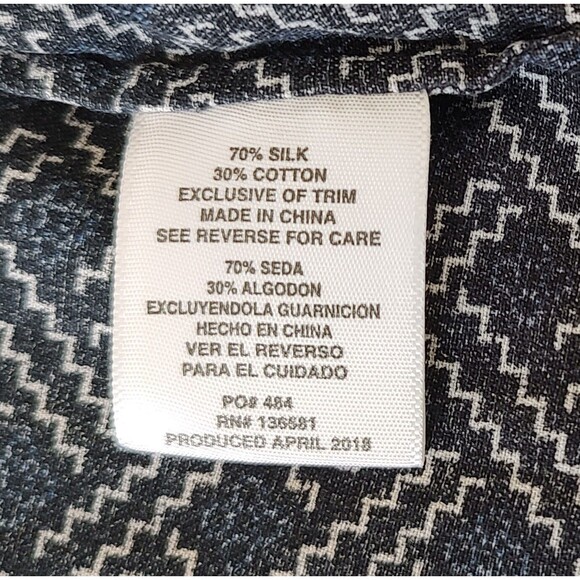 70% SILK
30% COTTON
EXCLUSIVE OF TRIM
MADE IN CHINA
SEE REVERSE FOR CARE
70% SEDA
30% ALGODON
EXCLUYENDOLA GUARNICION
HECHO EN CHINA
VER EL REVERSO
PARA EL CUIDADO
PO# 484
RN# 136581
PRODUCED APRIL 2018